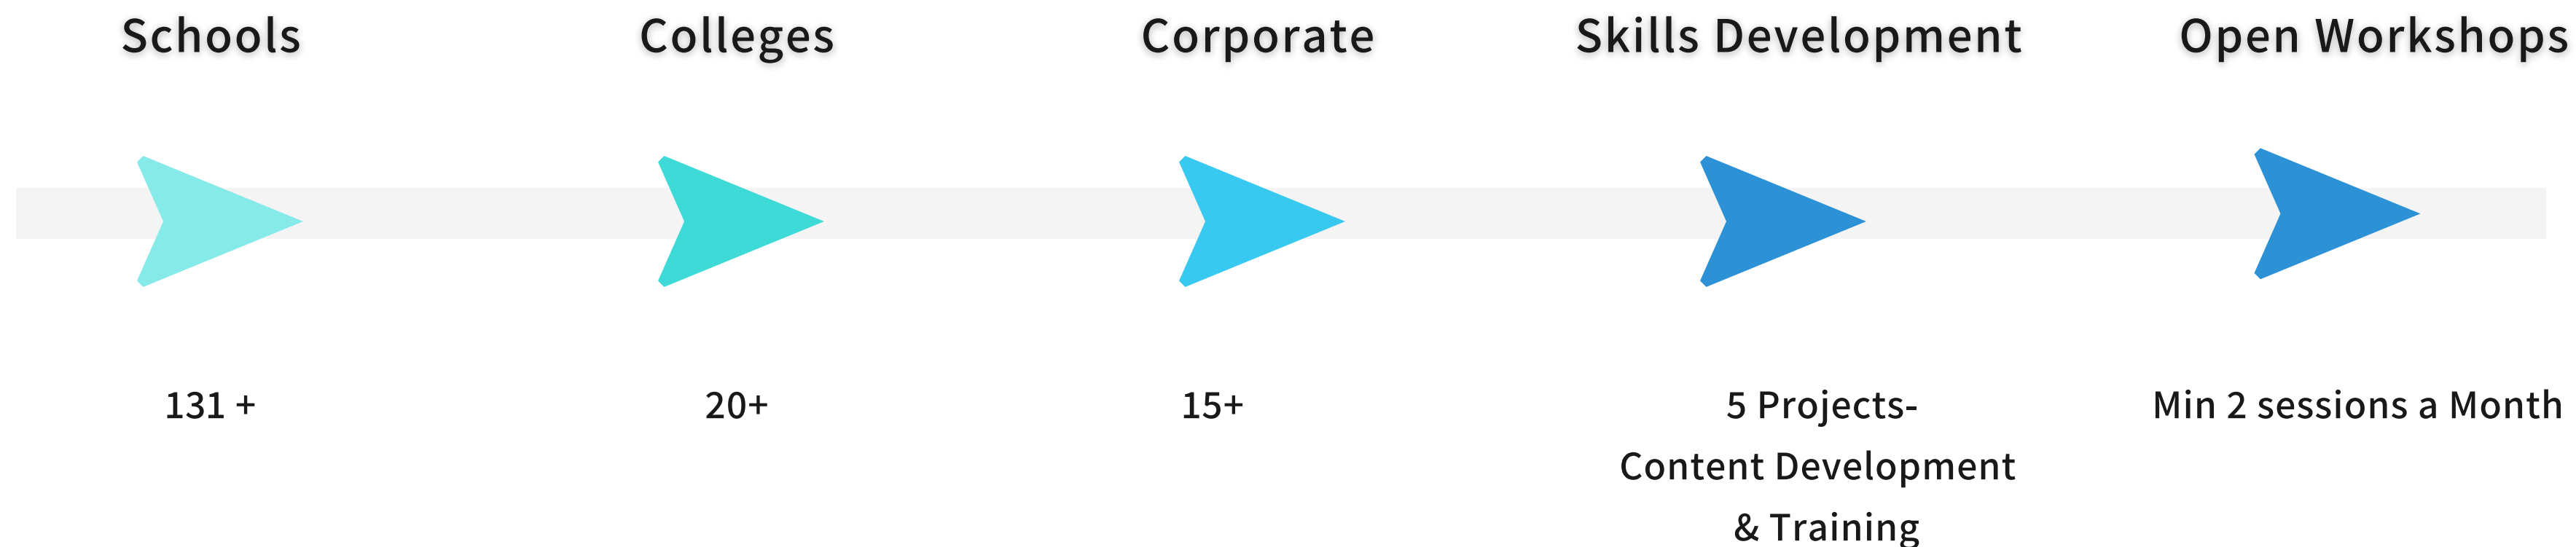 Schools
Colleges
Corporate
Skills Development
Open Workshops
131 +
20+
15+
5 Projects-
Content Development
& Training
Min 2 sessions a Month